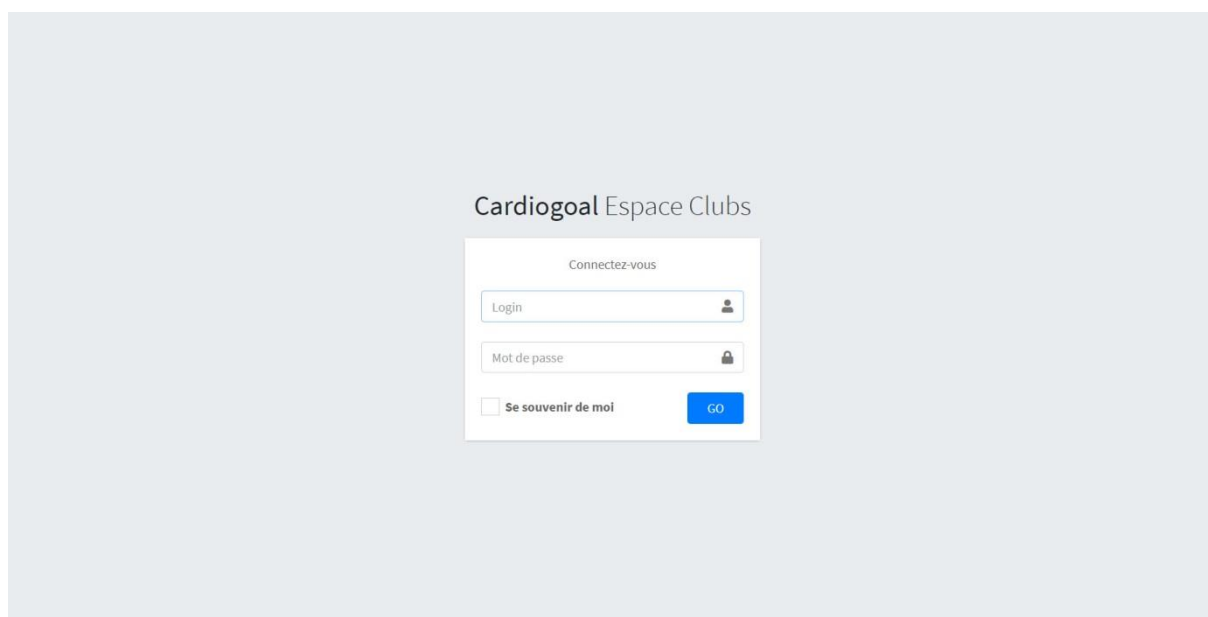 Cardiogoal Espace Clubs
Connectez-vous
Login
Mot de passe
Se souvenir de moi
GO